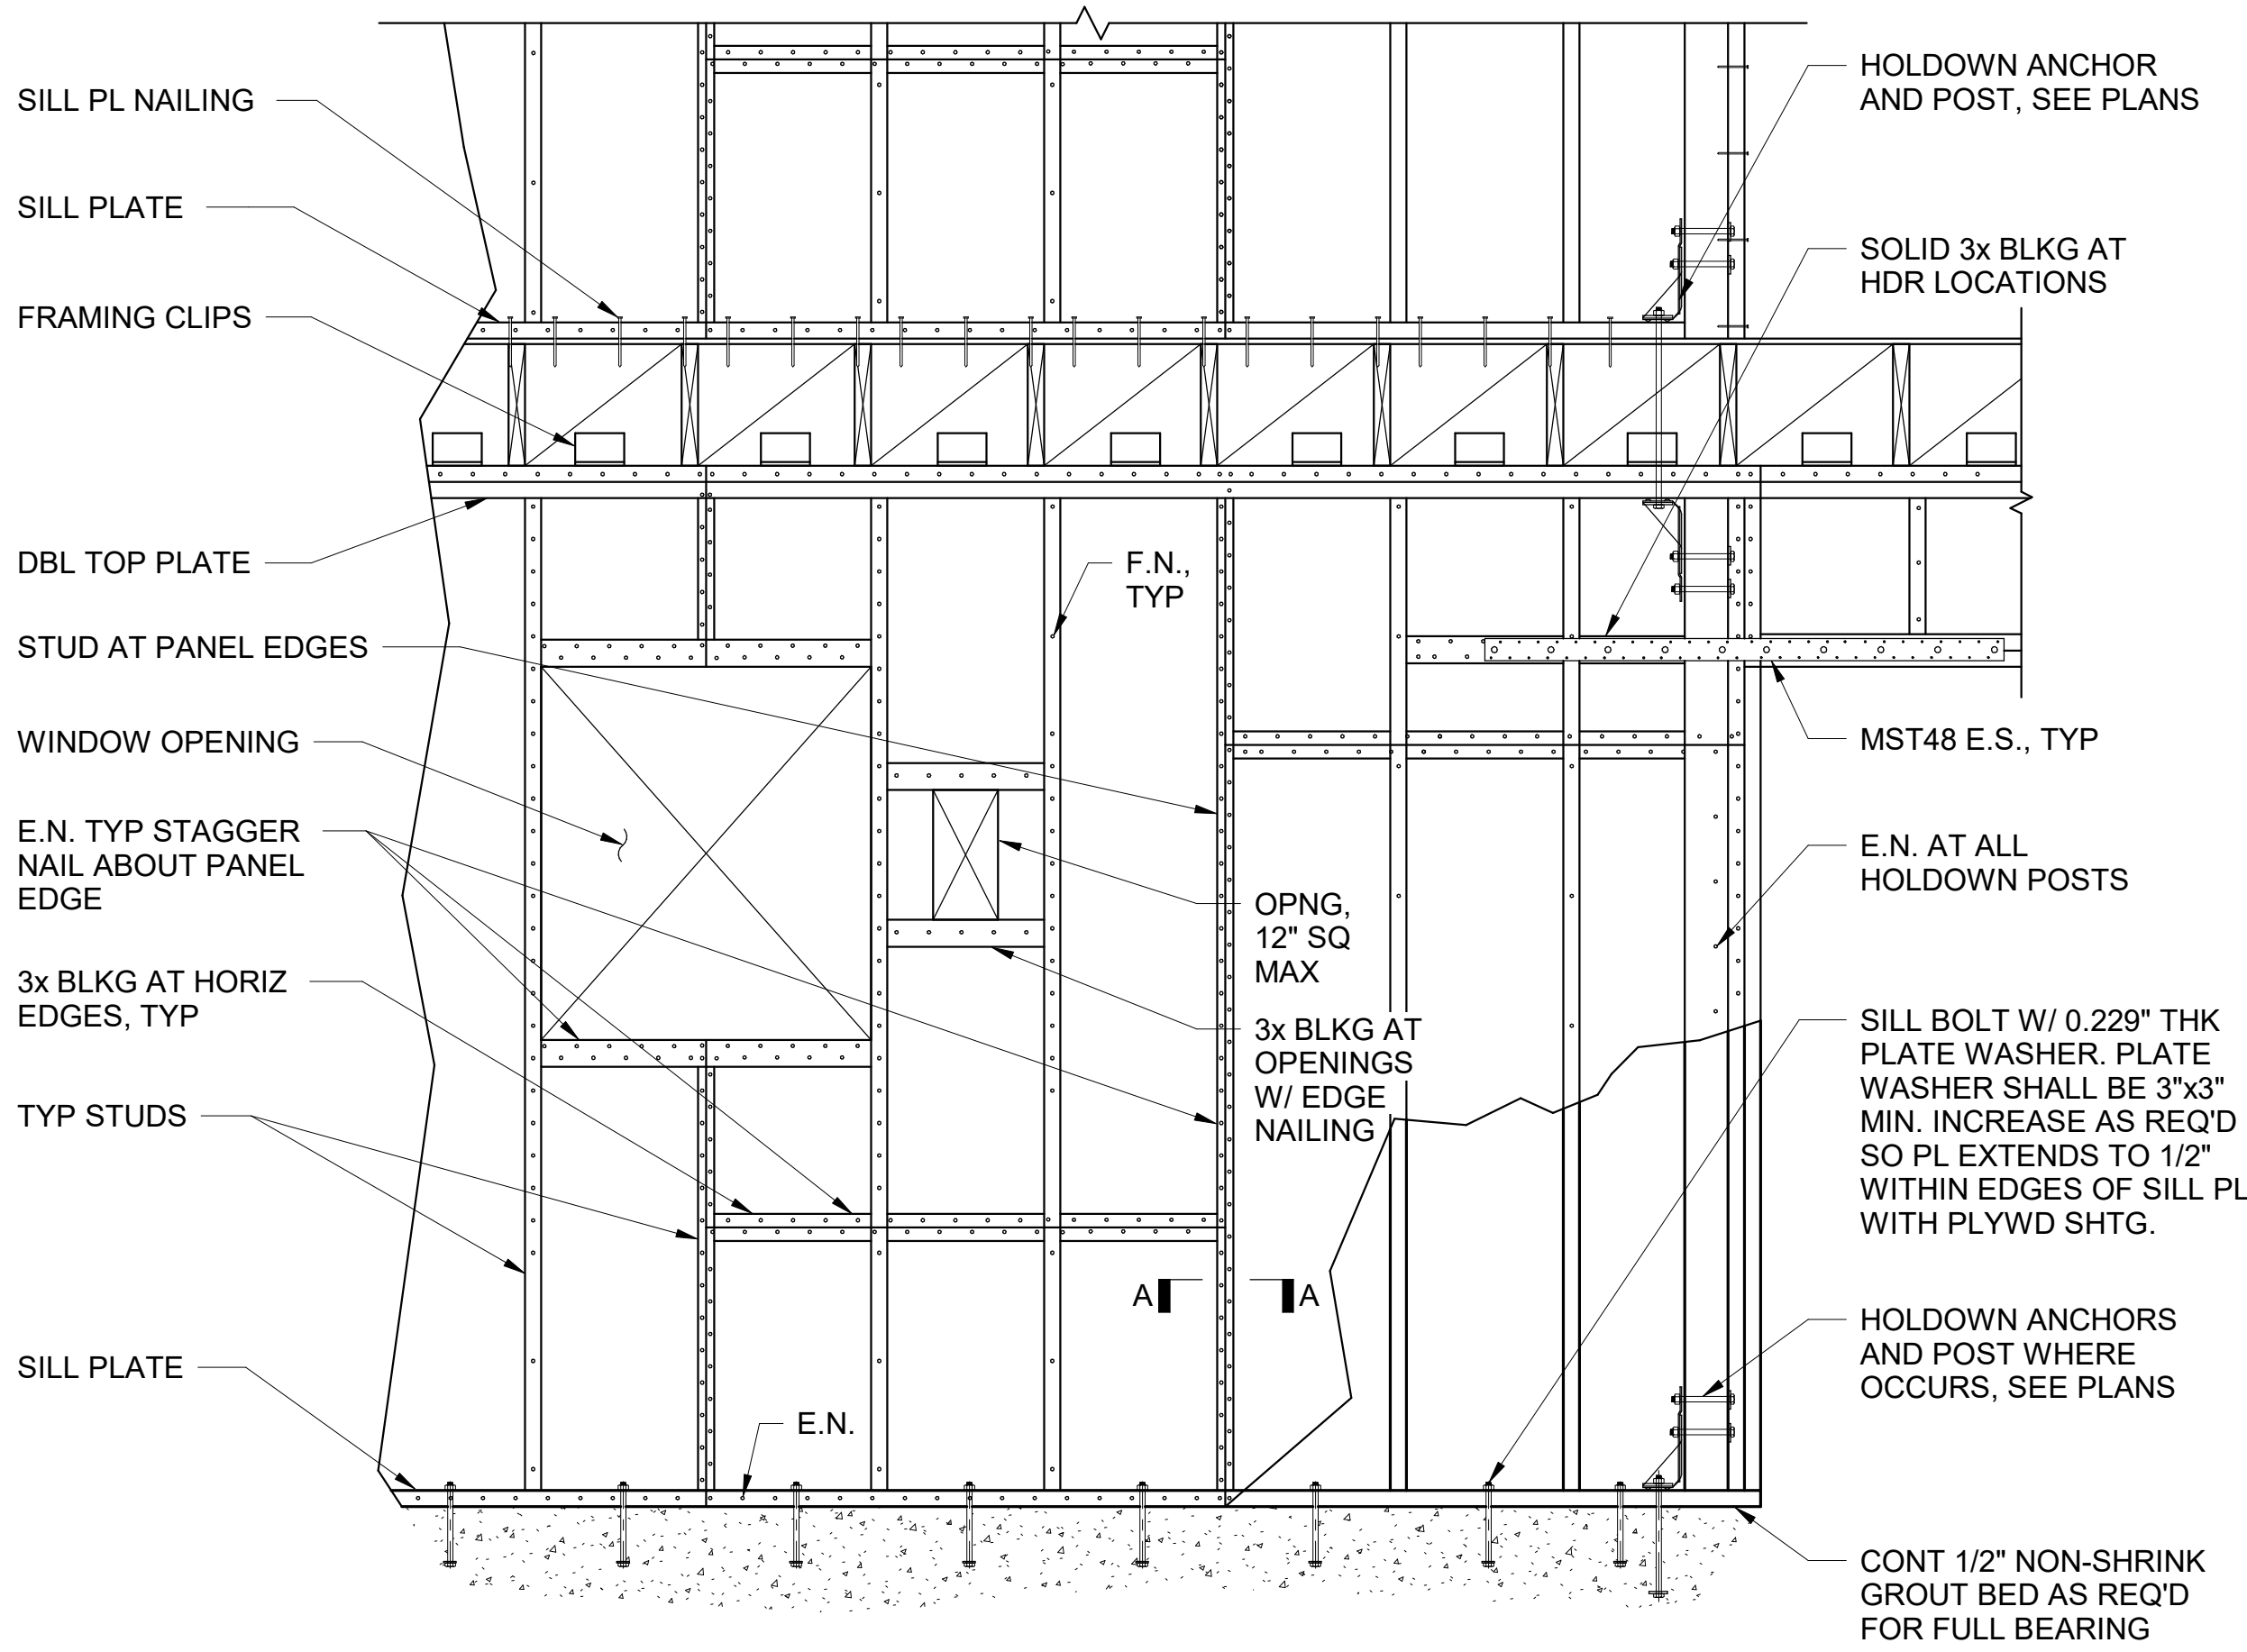 SILL PL NAILING
SILL PLATE
FRAMING CLIPS
DBL TOP PLATE
STUD AT PANEL EDGES
WINDOW OPENING
E.N. TYP STAGGER
NAIL ABOUT PANEL
EDGE
3x BLKG AT HORIZ
EDGES, TYP
TYP STUDS
SILL PLATE
F.N.,
TYP
OPNG,
12" SQ
MAX
3x BLKG AT
OPENINGS
W/ EDGE
NAILING
A
A
E.N.
HOLDOWN ANCHOR
AND POST, SEE PLANS
SOLID 3x BLKG AT
HDR LOCATIONS
MST48 E.S., TYP
E.N. AT ALL
HOLDOWN POSTS
SILL BOLT W/ 0.229" THK
PLATE WASHER. PLATE
WASHER SHALL BE 3"x3"
MIN. INCREASE AS REQ'D
SO PL EXTENDS TO 1/2"
WITHIN EDGES OF SILL PL
WITH PLYWD SHTG.
HOLDOWN ANCHORS
AND POST WHERE
OCCURS, SEE PLANS
CONT 1/2" NON-SHRINK
GROUT BED AS REQ'D
FOR FULL BEARING